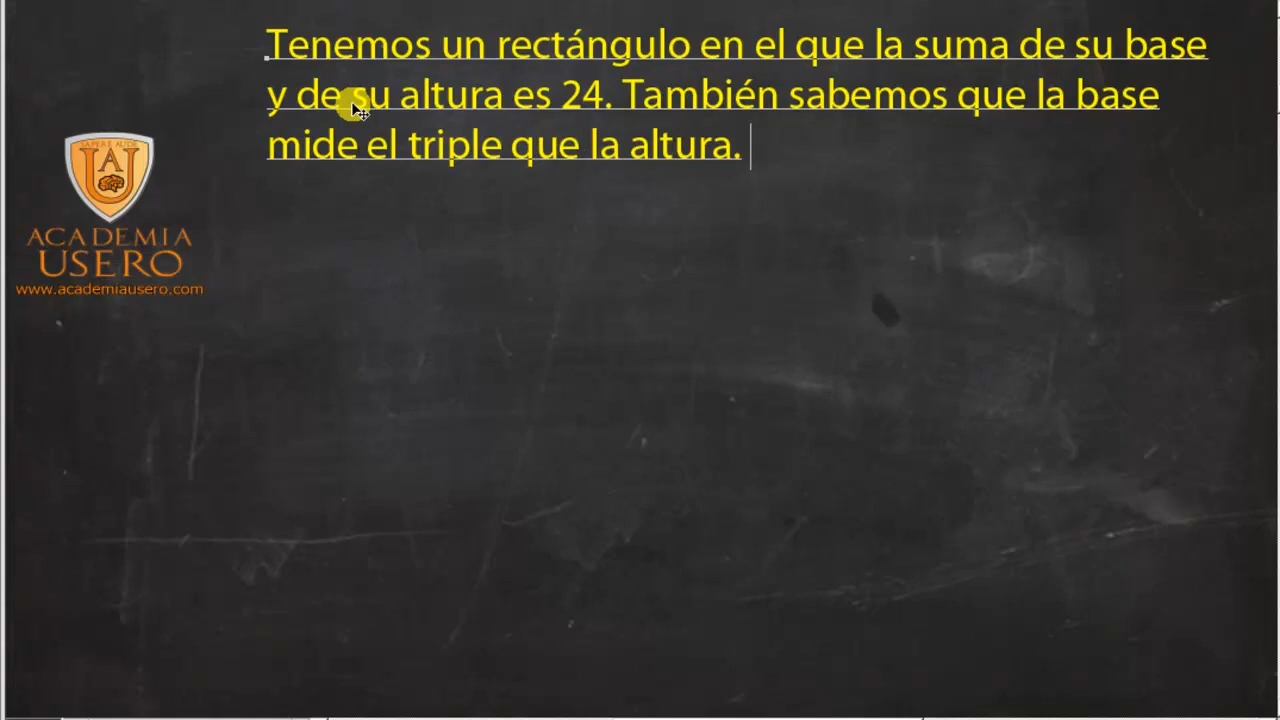 Tenemos un rectángulo en el que la suma de su base
y de su altura es 24. También sabemos que la base
mide el triple que la altura.
SAPERE AUDE
UA
ACADEMIA
USERO
www.academiausero.com